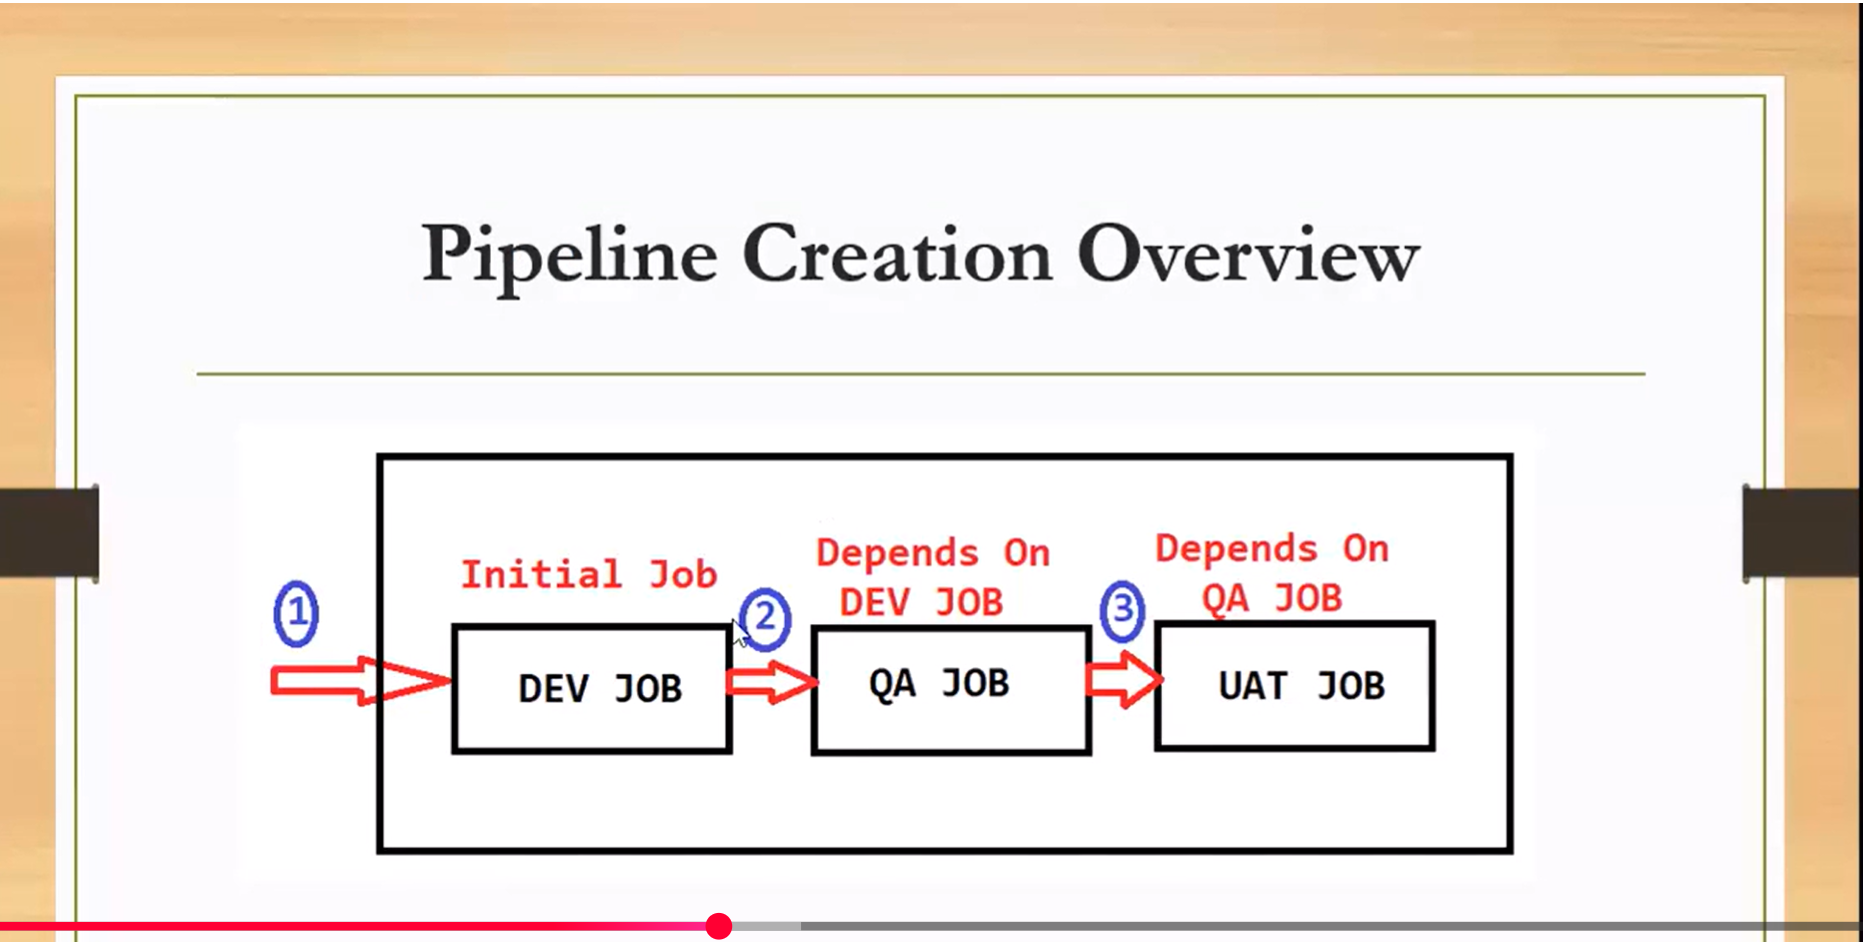 Pipeline Creation Overview
Initial Job
Depends On
DEV JOB
Depends On
QA JOB
1
2
3
DEV JOB
QA JOB
UAT JOB